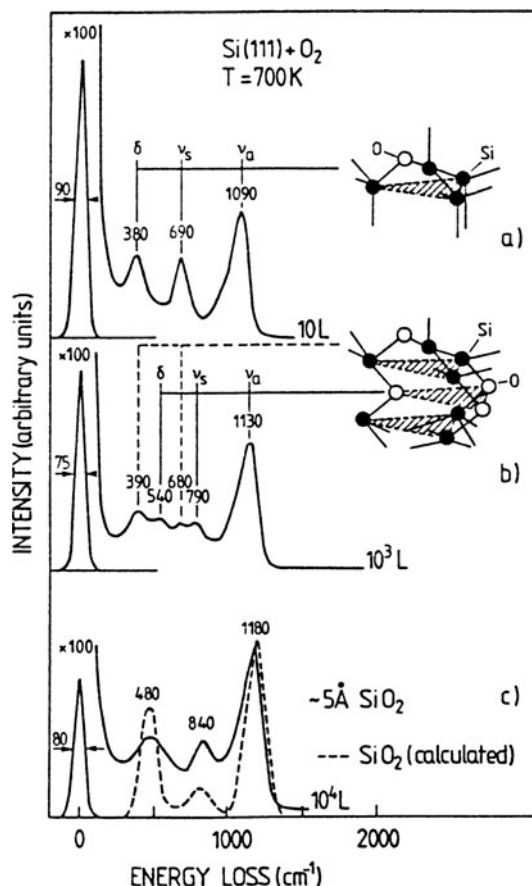 ×100
Si(111)+O₂
T=700K
O
Si
δ
νs
νa
90
380
690
1090
a)
10L
×100
Si
O
δ
νs
νa
1130
75
390
540
680
790
b)
10³L
×100
1180
480
840
~5Å SiO₂
c)
80
--- SiO₂(calculated)
10⁴L
0
1000
2000
ENERGY LOSS(cm⁻¹)
INTENSITY(arbitrary units)